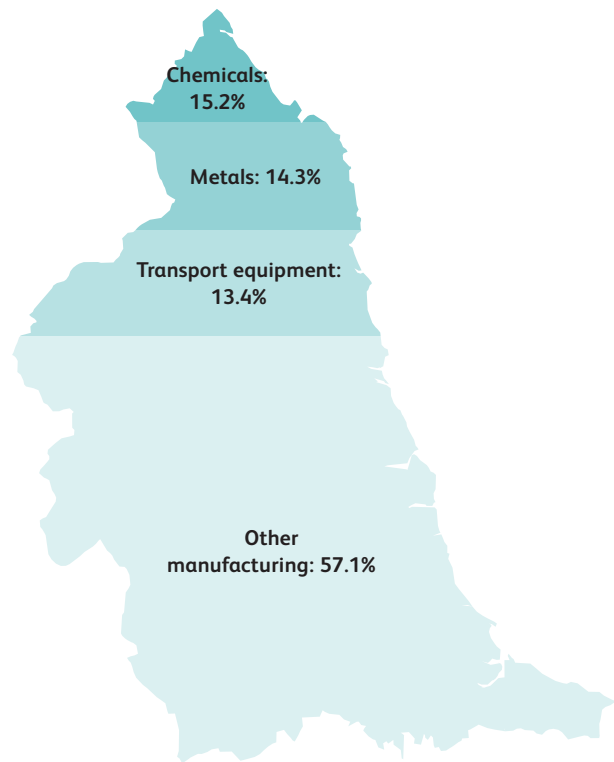 Chemicals:
15.2%
Metals: 14.3%
Transport equipment:
13.4%
Other
manufacturing: 57.1%